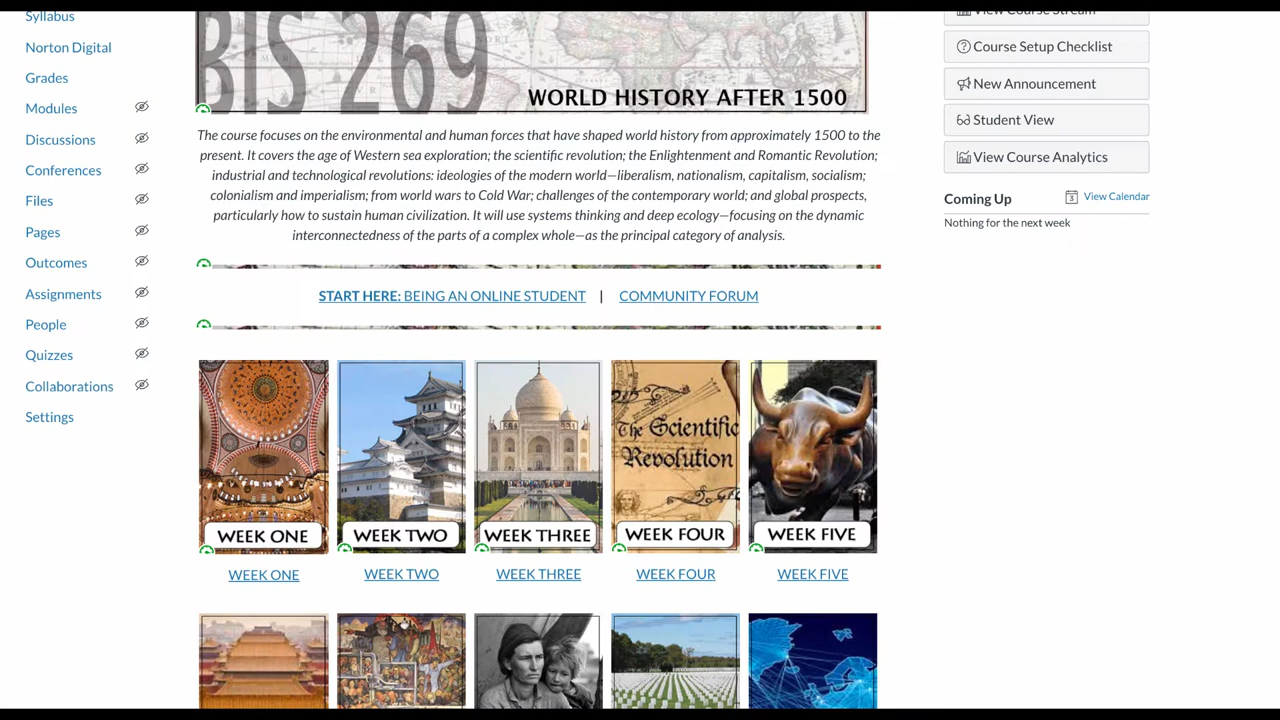 Syllabus
Norton Digital
Grades
Modules
Discussions
Conferences
Files
Pages
Outcomes
Assignments
People
Quizzes
Collaborations
Settings
BIS 269
WORLD HISTORY AFTER 1500
The course focuses on the environmental and human forces that have shaped world history from approximately 1500 to the
present. It covers the age of Western sea exploration; the scientific revolution; the Enlightenment and Romantic Revolution;
industrial and technological revolutions: ideologies of the modern world—liberalism, nationalism, capitalism, socialism;
colonialism and imperialism; from world wars to Cold War; challenges of the contemporary world; and global prospects,
particularly how to sustain human civilization. It will use systems thinking and deep ecology—focusing on the dynamic
interconnectedness of the parts of a complex whole—as the principal category of analysis.
START HERE: BEING AN ONLINE STUDENT | COMMUNITY FORUM
The Scientific
Revolution
WEEK ONE WEEK TWO WEEK THREE WEEK FOUR WEEK FIVE
WEEK ONE WEEK TWO WEEK THREE WEEK FOUR WEEK FIVE
View Course Stream
Course Setup Checklist
New Announcement
Student View
View Course Analytics
Coming Up 3 View Calendar
Nothing for the next week